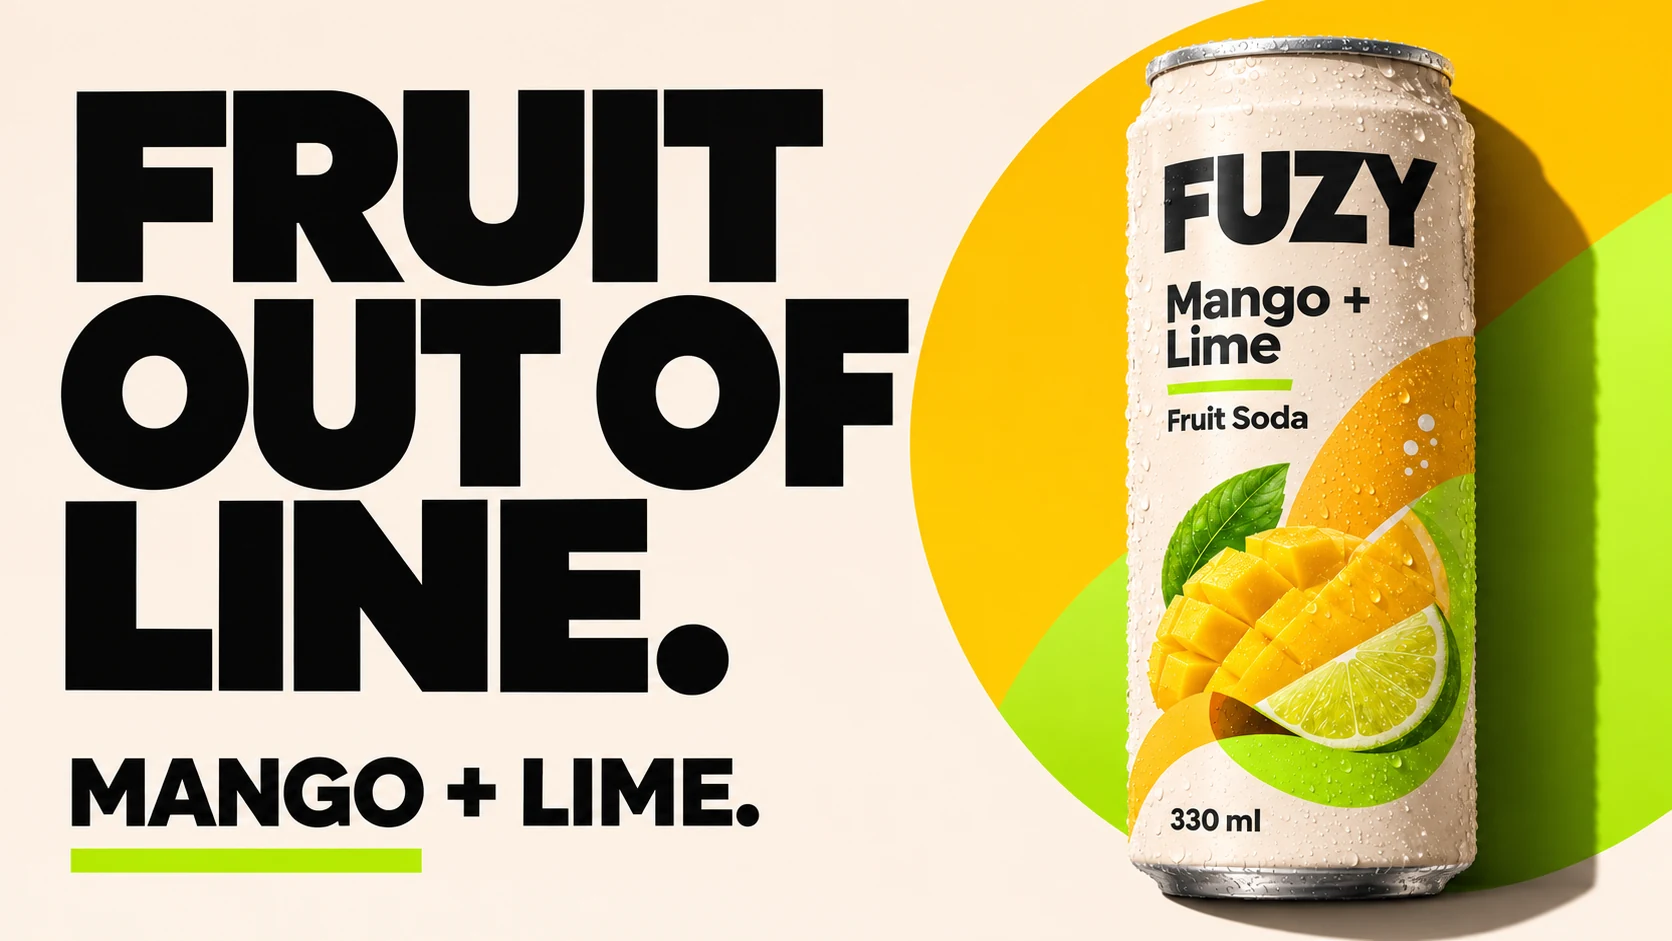 FRUIT
OUT OF
LINE.
MANGO + LIME.
FUZY
Mango +
Lime
Fruit Soda
330 ml